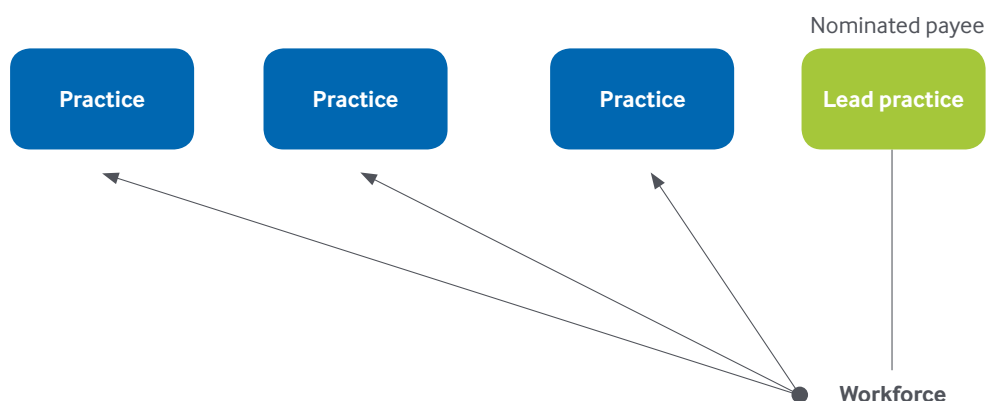 Nominated payee
Practice
Practice
Practice
Lead practice
Workforce